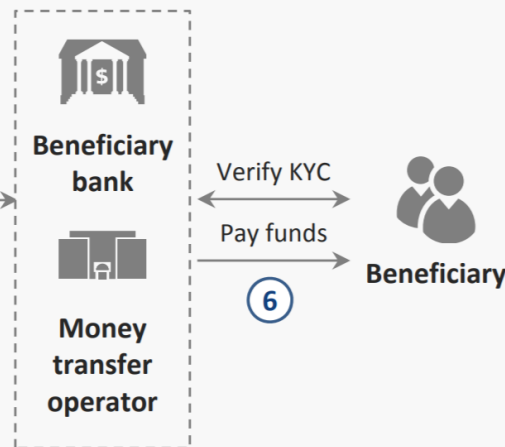 $
Beneficiary
bank
Money
transfer
operator
Verify KYC
Pay funds
6
Beneficiary